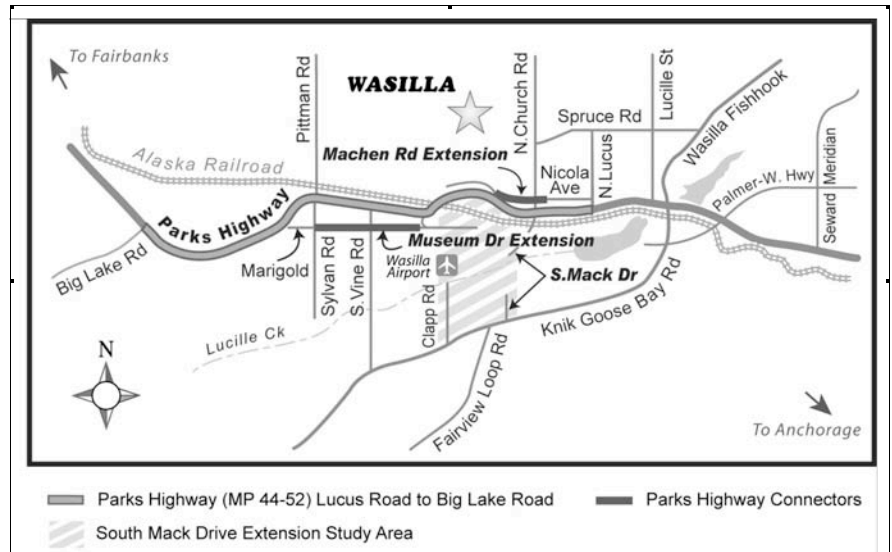 To Fairbanks
Pittman Rd
WASILLA
N.Church Rd
Lucille St
Spruce Rd
Wasilla Fishhook
Machen Rd Extension
Alaska Railroad
Nicola
Ave
N.Lucus
Palmer-W. Hwy
Seward Meridian
Parks Highway
Big Lake Rd
Marigold
Sylvan Rd
S.Vine Rd
Museum Dr Extension
Wasilla
Airport
S.Mack Dr
Clapp Rd
Knik Goose Bay Rd
Lucille Ck
N
Fairview Loop Rd
To Anchorage
Parks Highway (MP 44-52) Lucus Road to Big Lake Road
Parks Highway Connectors
South Mack Drive Extension Study Area